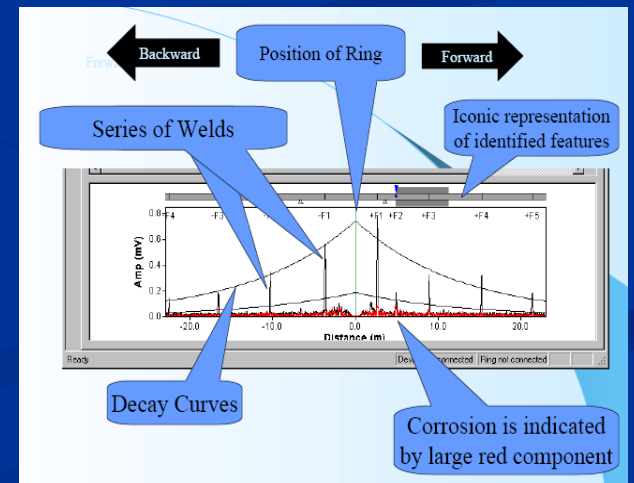 Backward
Position of Ring
Forward
Series of Welds
Iconic representation
of identified features
-F4
-F3
-F1
+F1
+F2
+F3
+F4
+F5
0.8
0.6
0.4
0.2
0.0
Amp (mV)
-20.0
-10.0
0.0
10.0
20.0
Distance (m)
Ready
connected
Ring not connected
Decay Curves
Corrosion is indicated
by large red component